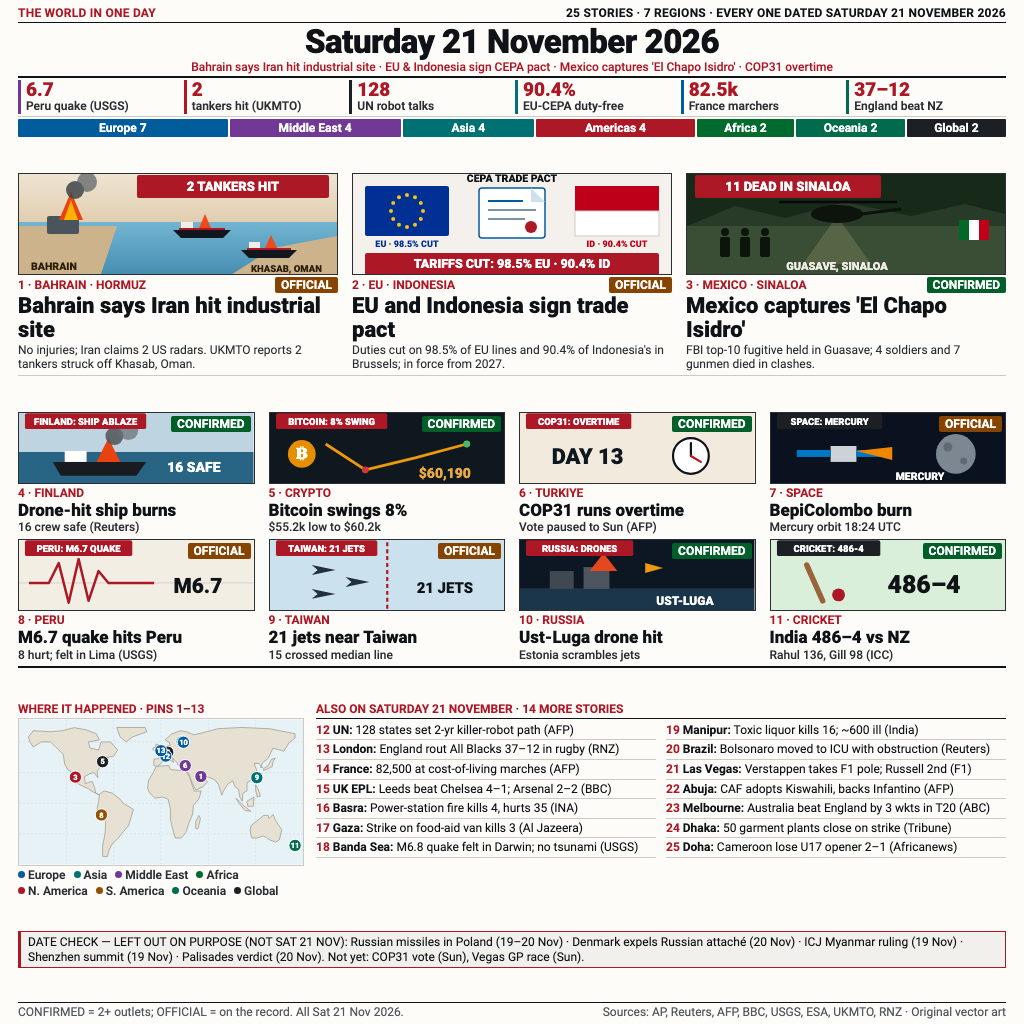 THE WORLD IN ONE DAY
25 STORIES · 7 REGIONS · EVERY ONE DATED SATURDAY 21 NOVEMBER 2026
Saturday 21 November 2026
Bahrain says Iran hit industrial site · EU & Indonesia sign CEPA pact · Mexico captures 'El Chapo Isidro' · COP31 overtime
6.7
Peru quake (USGS)
2
tankers hit (UKMTO)
128
UN robot talks
90.4%
EU-CEPA duty-free
82.5k
France marchers
37–12
England beat NZ
Europe 7
Middle East 4
Asia 4
Americas 4
Africa 2
Oceania 2
Global 2
2 TANKERS HIT
BAHRAIN
KHASAB, OMAN
1 · BAHRAIN · HORMUZ
OFFICIAL
Bahrain says Iran hit industrial
site
No injuries; Iran claims 2 US radars. UKMTO reports 2
tankers struck off Khasab, Oman.
CEPA TRADE PACT
EU · 98.5% CUT
ID · 90.4% CUT
TARIFFS CUT: 98.5% EU · 90.4% ID
2 · EU · INDONESIA
OFFICIAL
EU and Indonesia sign trade
pact
Duties cut on 98.5% of EU lines and 90.4% of Indonesia's in
Brussels; in force from 2027.
11 DEAD IN SINALOA
GUASAVE, SINALOA
3 · MEXICO · SINALOA
CONFIRMED
Mexico captures 'El Chapo
Isidro'
FBI top-10 fugitive held in Guasave; 4 soldiers and 7
gunmen died in clashes.
FINLAND: SHIP ABLAZE
CONFIRMED
16 SAFE
4 · FINLAND
Drone-hit ship burns
16 crew safe (Reuters)
BITCOIN: 8% SWING
CONFIRMED
₿
$60,190
5 · CRYPTO
Bitcoin swings 8%
$55.2k low to $60.2k
COP31: OVERTIME
CONFIRMED
DAY 13
6 · TURKIYE
COP31 runs overtime
Vote paused to Sun (AFP)
SPACE: MERCURY
OFFICIAL
MERCURY
7 · SPACE
BepiColombo burn
Mercury orbit 18:24 UTC
PERU: M6.7 QUAKE
OFFICIAL
M6.7
8 · PERU
M6.7 quake hits Peru
8 hurt; felt in Lima (USGS)
TAIWAN: 21 JETS
OFFICIAL
21 JETS
9 · TAIWAN
21 jets near Taiwan
15 crossed median line
RUSSIA: DRONES
CONFIRMED
UST-LUGA
10 · RUSSIA
Ust-Luga drone hit
Estonia scrambles jets
CRICKET: 486-4
CONFIRMED
486–4
11 · CRICKET
India 486–4 vs NZ
Rahul 136, Gill 98 (ICC)
WHERE IT HAPPENED · PINS 1–13
13
10
5
6
3
1
9
8
11
Europe
Asia
Middle East
Africa
N. America
S. America
Oceania
Global
ALSO ON SATURDAY 21 NOVEMBER · 14 MORE STORIES
12 UN: 128 states set 2-yr killer-robot path (AFP)
13 London: England rout All Blacks 37–12 in rugby (RNZ)
14 France: 82,500 at cost-of-living marches (AFP)
15 UK EPL: Leeds beat Chelsea 4–1; Arsenal 2–2 (BBC)
16 Basra: Power-station fire kills 4, hurts 35 (INA)
17 Gaza: Strike on food-aid van kills 3 (Al Jazeera)
18 Banda Sea: M6.8 quake felt in Darwin; no tsunami (USGS)
19 Manipur: Toxic liquor kills 16; ~600 ill (India)
20 Brazil: Bolsonaro moved to ICU with obstruction (Reuters)
21 Las Vegas: Verstappen takes F1 pole; Russell 2nd (F1)
22 Abuja: CAF adopts Kiswahili, backs Infantino (AFP)
23 Melbourne: Australia beat England by 3 wkts in T20 (ABC)
24 Dhaka: 50 garment plants close on strike (Tribune)
25 Doha: Cameroon lose U17 opener 2–1 (Africanews)
DATE CHECK — LEFT OUT ON PURPOSE (NOT SAT 21 NOV): Russian missiles in Poland (19–20 Nov) · Denmark expels Russian attaché (20 Nov) · ICJ Myanmar ruling (19 Nov) ·
Shenzhen summit (19 Nov) · Palisades verdict (20 Nov). Not yet: COP31 vote (Sun), Vegas GP race (Sun).
CONFIRMED = 2+ outlets; OFFICIAL = on the record. All Sat 21 Nov 2026.
Sources: AP, Reuters, AFP, BBC, USGS, ESA, UKMTO, RNZ · Original vector art